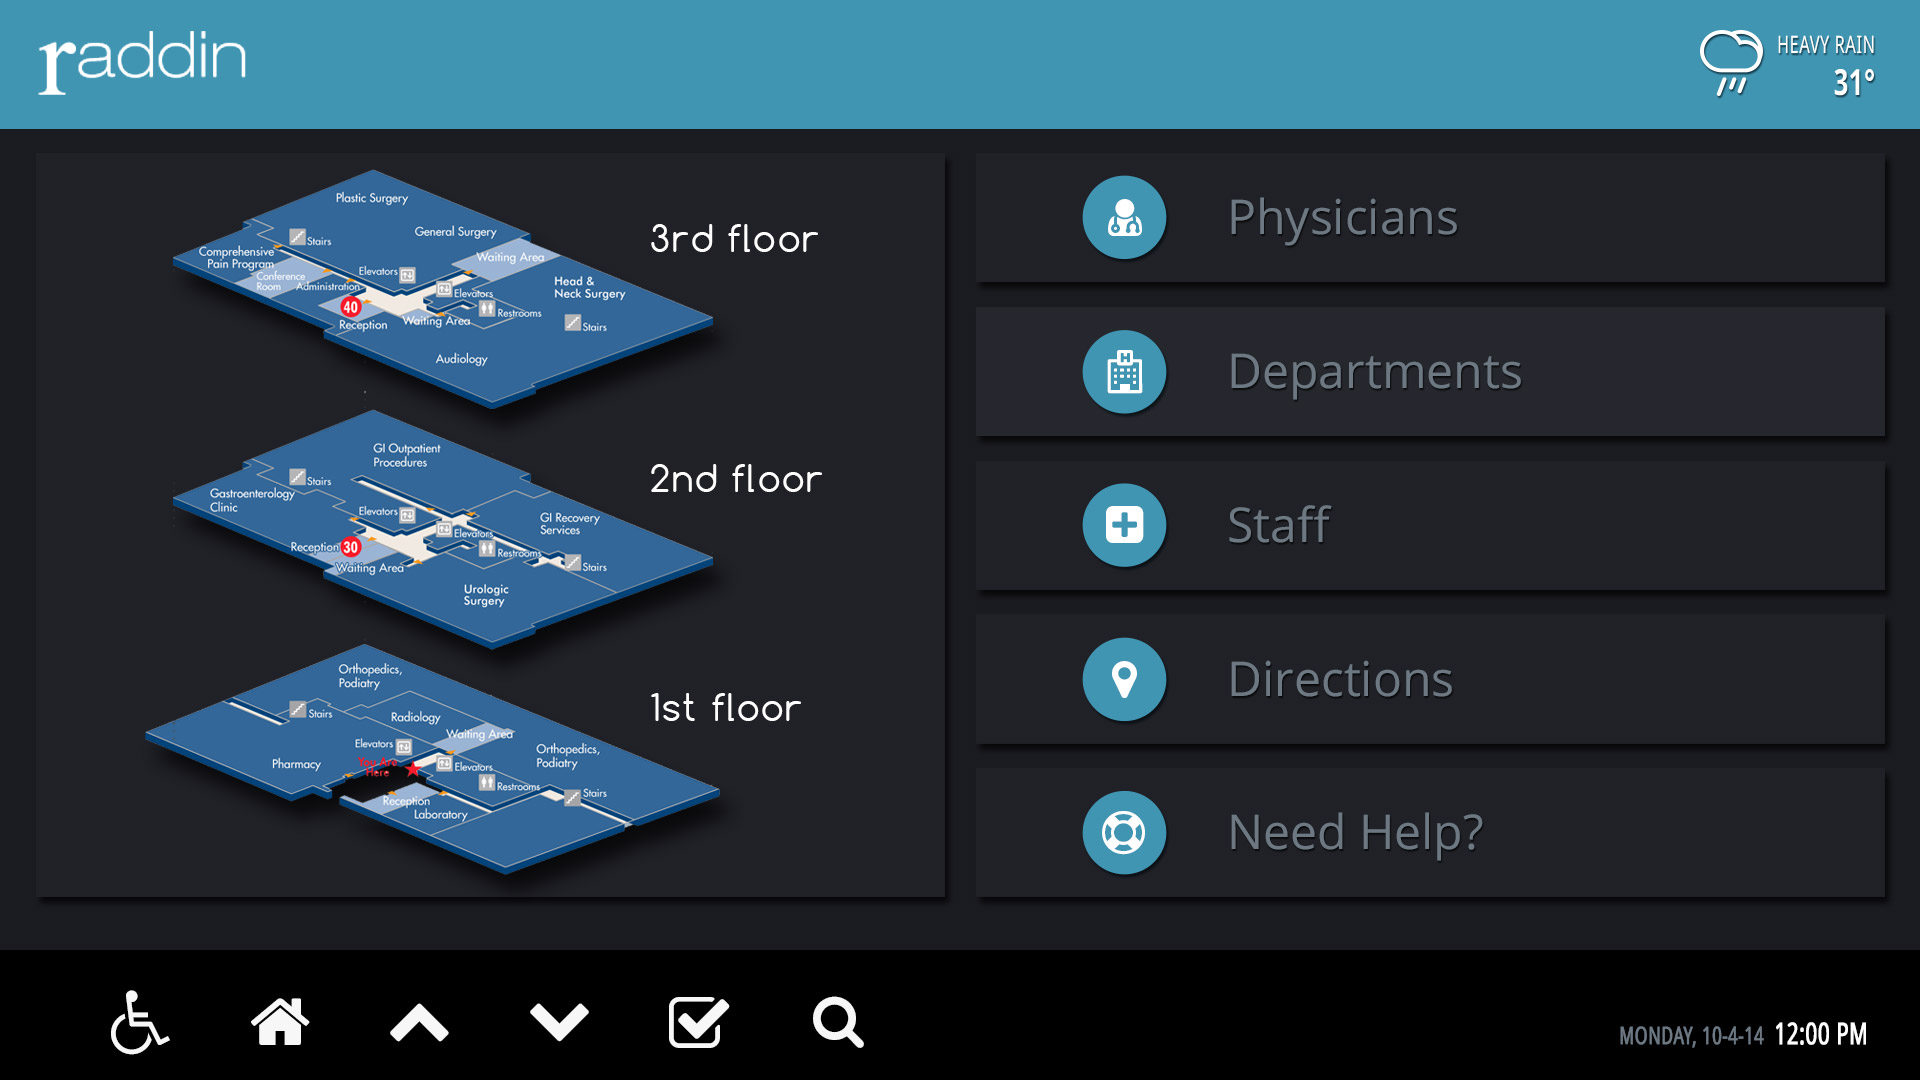 raddin
HEAVY RAIN
31°
Plastic Surgery
General Surgery
Stairs
Comprehensive
Pain Program
Conference
Room
Administration
Elevators
Waiting Area
Elevators
Head &
Neck Surgery
40
Reception
Waiting Area
Restrooms
Stairs
Audiology
3rd floor
GI Outpatient
Procedures
Stairs
Gastroenterology
Clinic
Elevators
Elevators
GI Recovery
Services
Reception
30
Waiting Area
Restrooms
Stairs
Urologic
Surgery
2nd floor
Orthopedics,
Podiatry
Stairs
Radiology
Waiting Area
Elevators
Orthopedics,
Podiatry
Pharmacy
You Are
Here
Elevators
Restrooms
Stairs
Reception
Laboratory
1st floor
Physicians
H
Departments
Staff
Directions
Need Help?
MONDAY, 10-4-14 12:00 PM